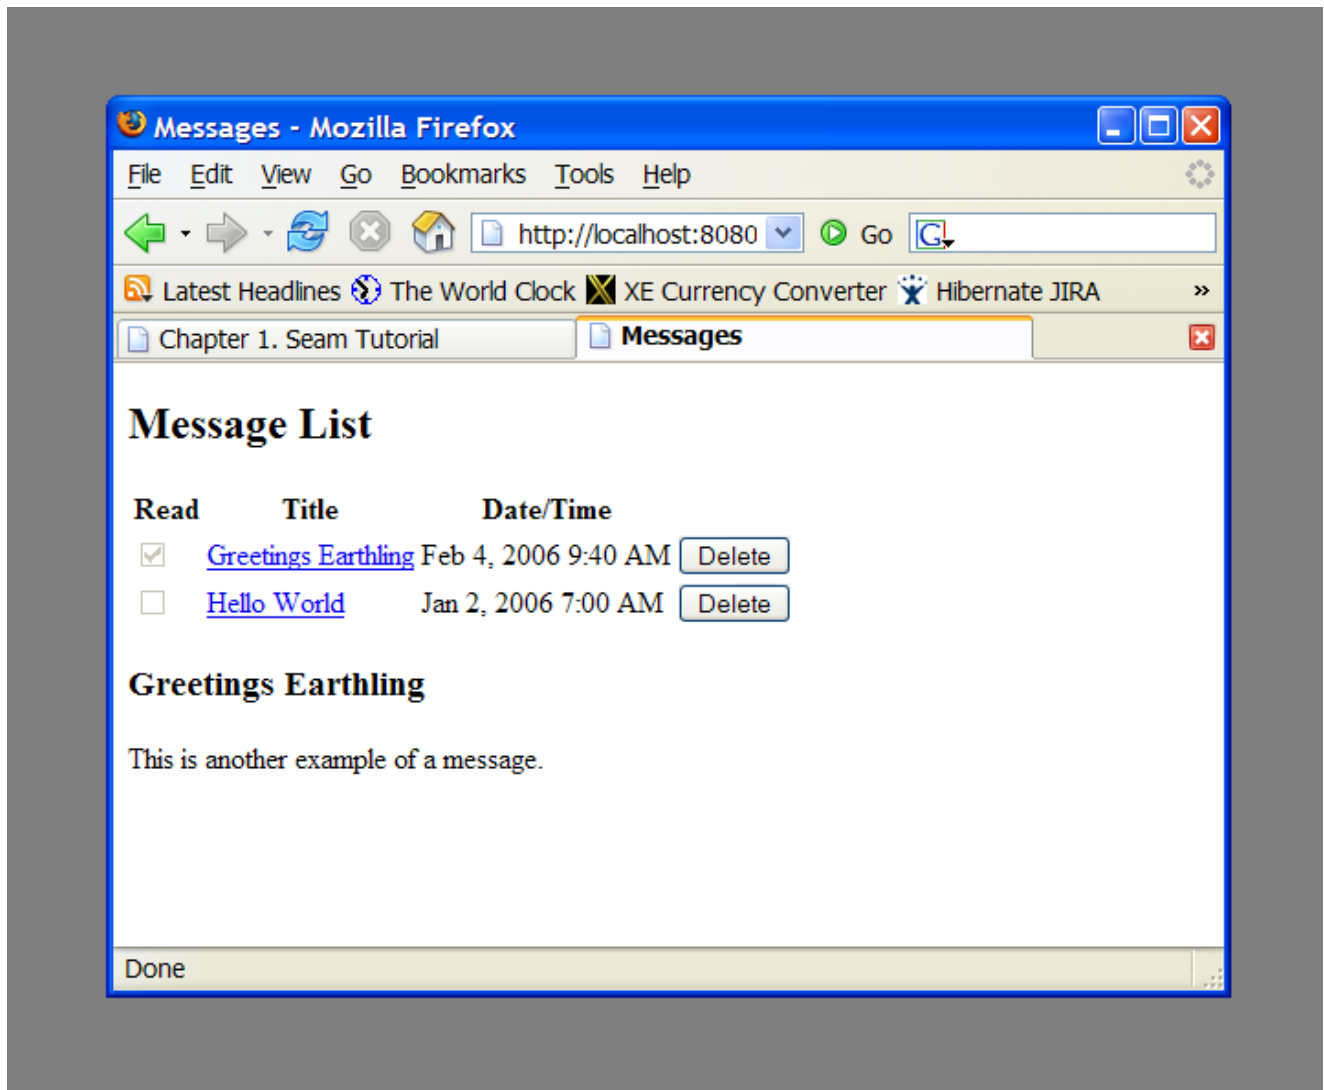 Messages - Mozilla Firefox
File Edit View Go Bookmarks Tools Help
http://localhost:8080 Go G
Latest Headlines The World Clock XE Currency Converter Hibernate JIRA »
Chapter 1. Seam Tutorial Messages
Message List
Read Title Date/Time
Greetings Earthling Feb 4, 2006 9:40 AM Delete
Hello World Jan 2, 2006 7:00 AM Delete
Greetings Earthling
This is another example of a message.
Done